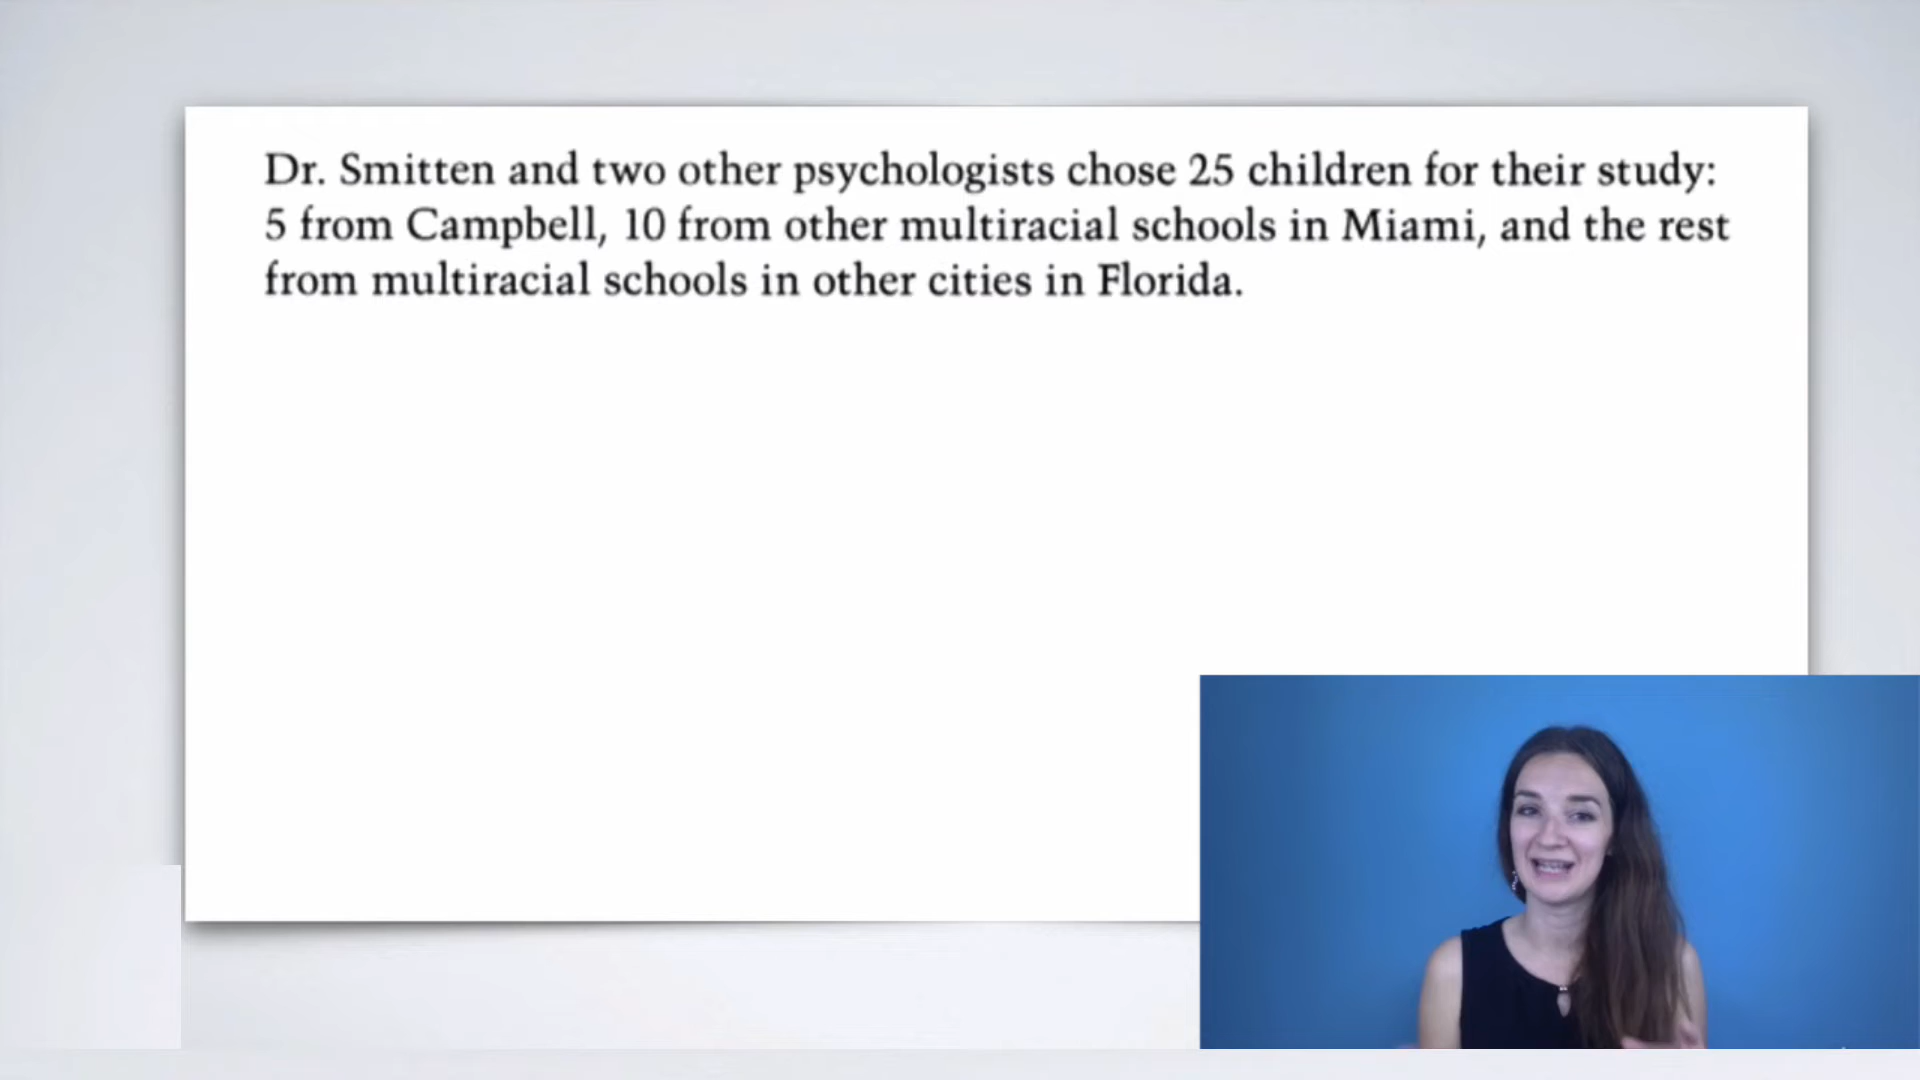 Dr. Smitten and two other psychologists chose 25 children for their study:
5 from Campbell, 10 from other multiracial schools in Miami, and the rest
from multiracial schools in other cities in Florida.